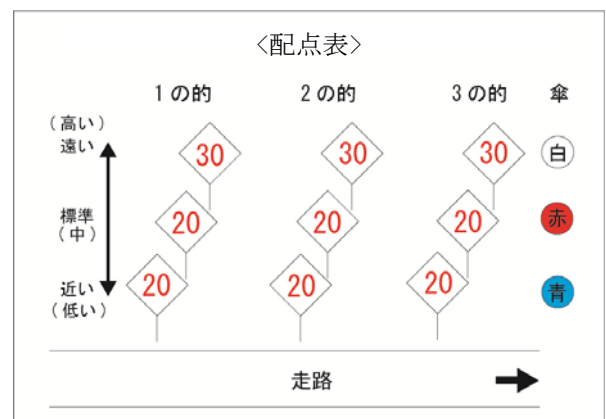 〈配点表〉
1の的 2の的 3の的 傘
(高い)
遠い 30 30 30 白
標準 20 20 20 赤
(中)
近い 20 20 20 青
(低い)
走路